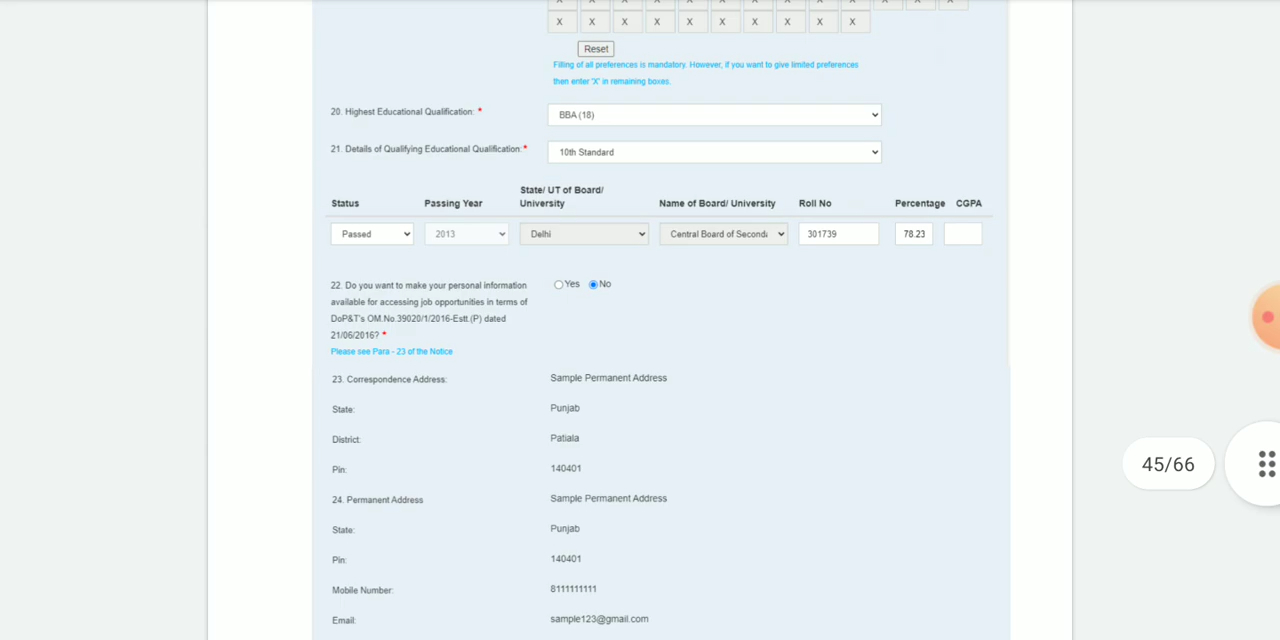 X X X X X X X X X X X X X
X X X X X X X X X X
Reset
Filling of all preferences is mandatory. However, if you want to give limited preferences
then enter 'X' in remaining boxes.
20. Highest Educational Qualification: *
BBA (18)
21. Details of Qualifying Educational Qualification: *
10th Standard
Status Passing Year State/ UT of Board/ University Name of Board/ University Roll No Percentage CGPA
Passed 2013 Delhi Central Board of Seconda 301739 78.23
22. Do you want to make your personal information
available for accessing job opportunities in terms of
DoP&T's OM.No.39020/1/2016-Estt.(P) dated
21/06/2016? *
Yes No
Please see Para - 23 of the Notice
23. Correspondence Address: Sample Permanent Address
State: Punjab
District: Patiala
Pin: 140401
24. Permanent Address Sample Permanent Address
State: Punjab
Pin: 140401
Mobile Number: 8111111111
Email: sample123@gmail.com
45/66